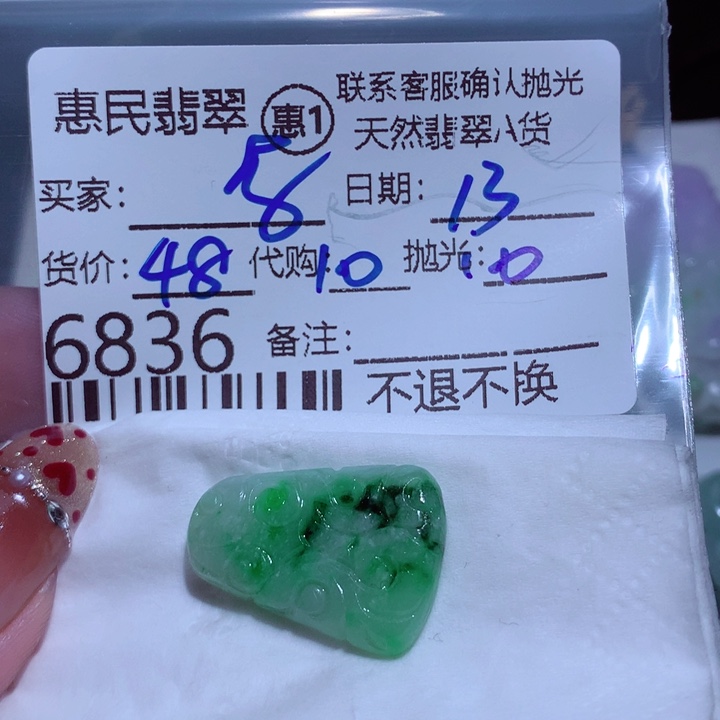 惠民翡翠 惠1 联系客服确认抛光
天然翡翠A货
买家: 日期: 13
货价: 48 代购: 10 抛光: 10
6836 备注:
不退不换